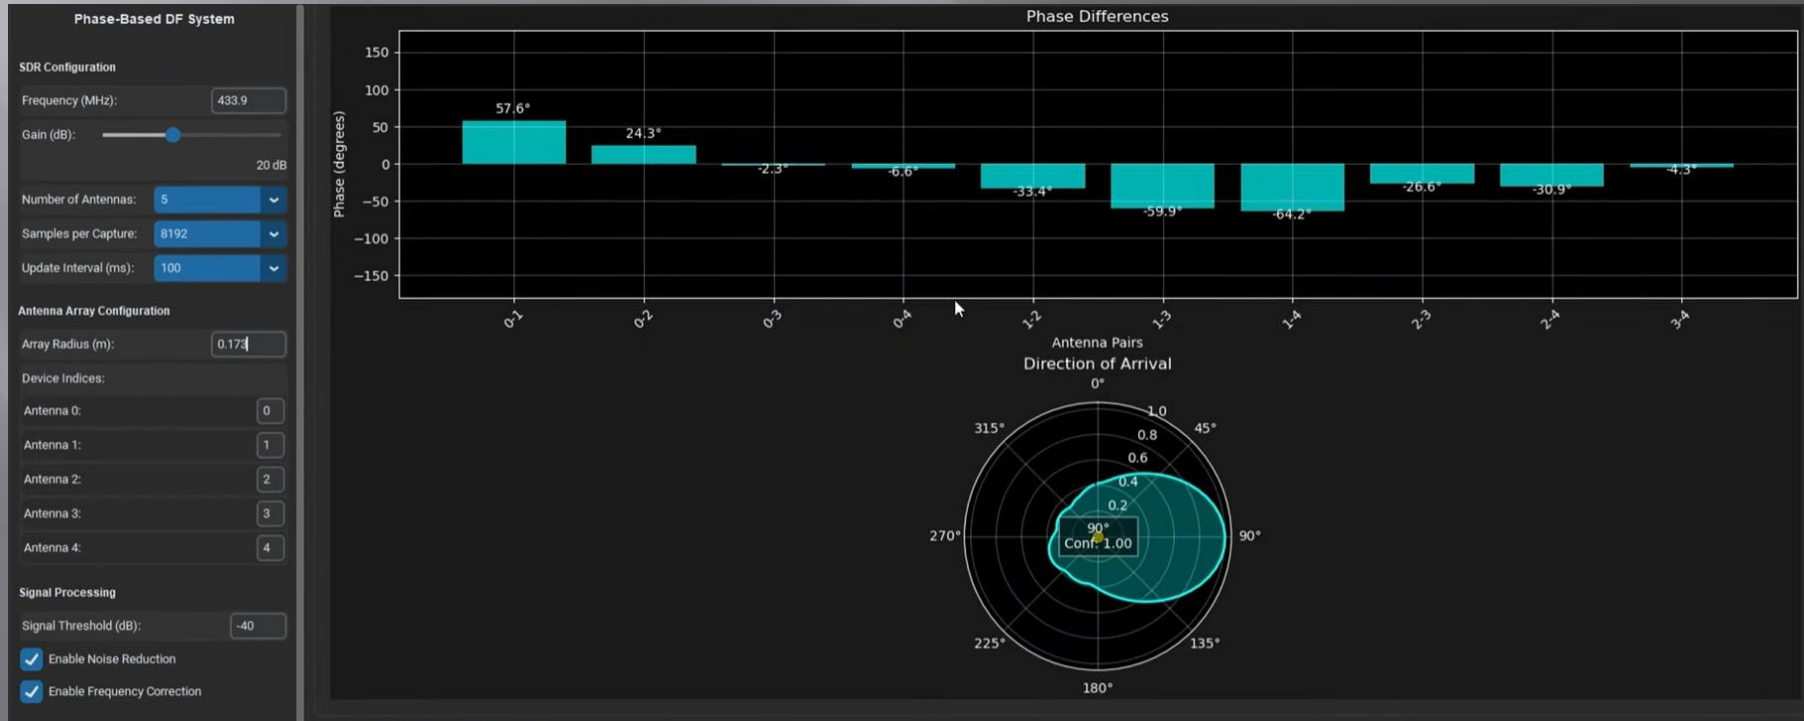 Phase-Based DF System
SDR Configuration
Frequency (MHz): 433.9
Gain (dB):
20 dB
Number of Antennas: 5
Samples per Capture: 8192
Update Interval (ms): 100
Antenna Array Configuration
Array Radius (m): 0.173
Device Indices:
Antenna 0: 0
Antenna 1: 1
Antenna 2: 2
Antenna 3: 3
Antenna 4: 4
Signal Processing
Signal Threshold (dB): -40
Enable Noise Reduction
Enable Frequency Correction
Phase Differences
Phase (degrees)
150
100
50
0
−50
−100
−150
57.6°
24.3°
-2.3°
-6.6°
-33.4°
-59.9°
-64.2°
-26.6°
-30.9°
-4.3°
0-1
0-2
0-3
0-4
1-2
1-3
1-4
2-3
2-4
3-4
Antenna Pairs
Direction of Arrival
0°
45°
90°
135°
180°
225°
270°
315°
1.0
0.8
0.6
0.4
0.2
90°
Conf: 1.00